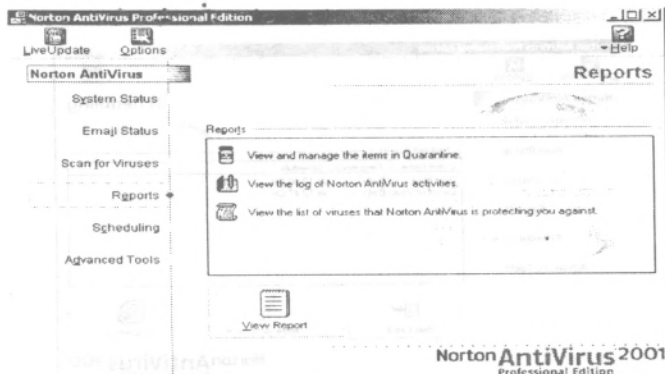 Norton AntiVirus Professional Edition
LiveUpdate
Options
Help
Norton AntiVirus
Reports
System Status
Email Status
Scan for Viruses
Reports
Scheduling
Advanced Tools
Reports
View and manage the items in Quarantine.
View the log of Norton AntiVirus activities.
View the list of viruses that Norton AntiVirus is protecting you against.
View Report
Norton AntiVirus 2001
Professional Edition